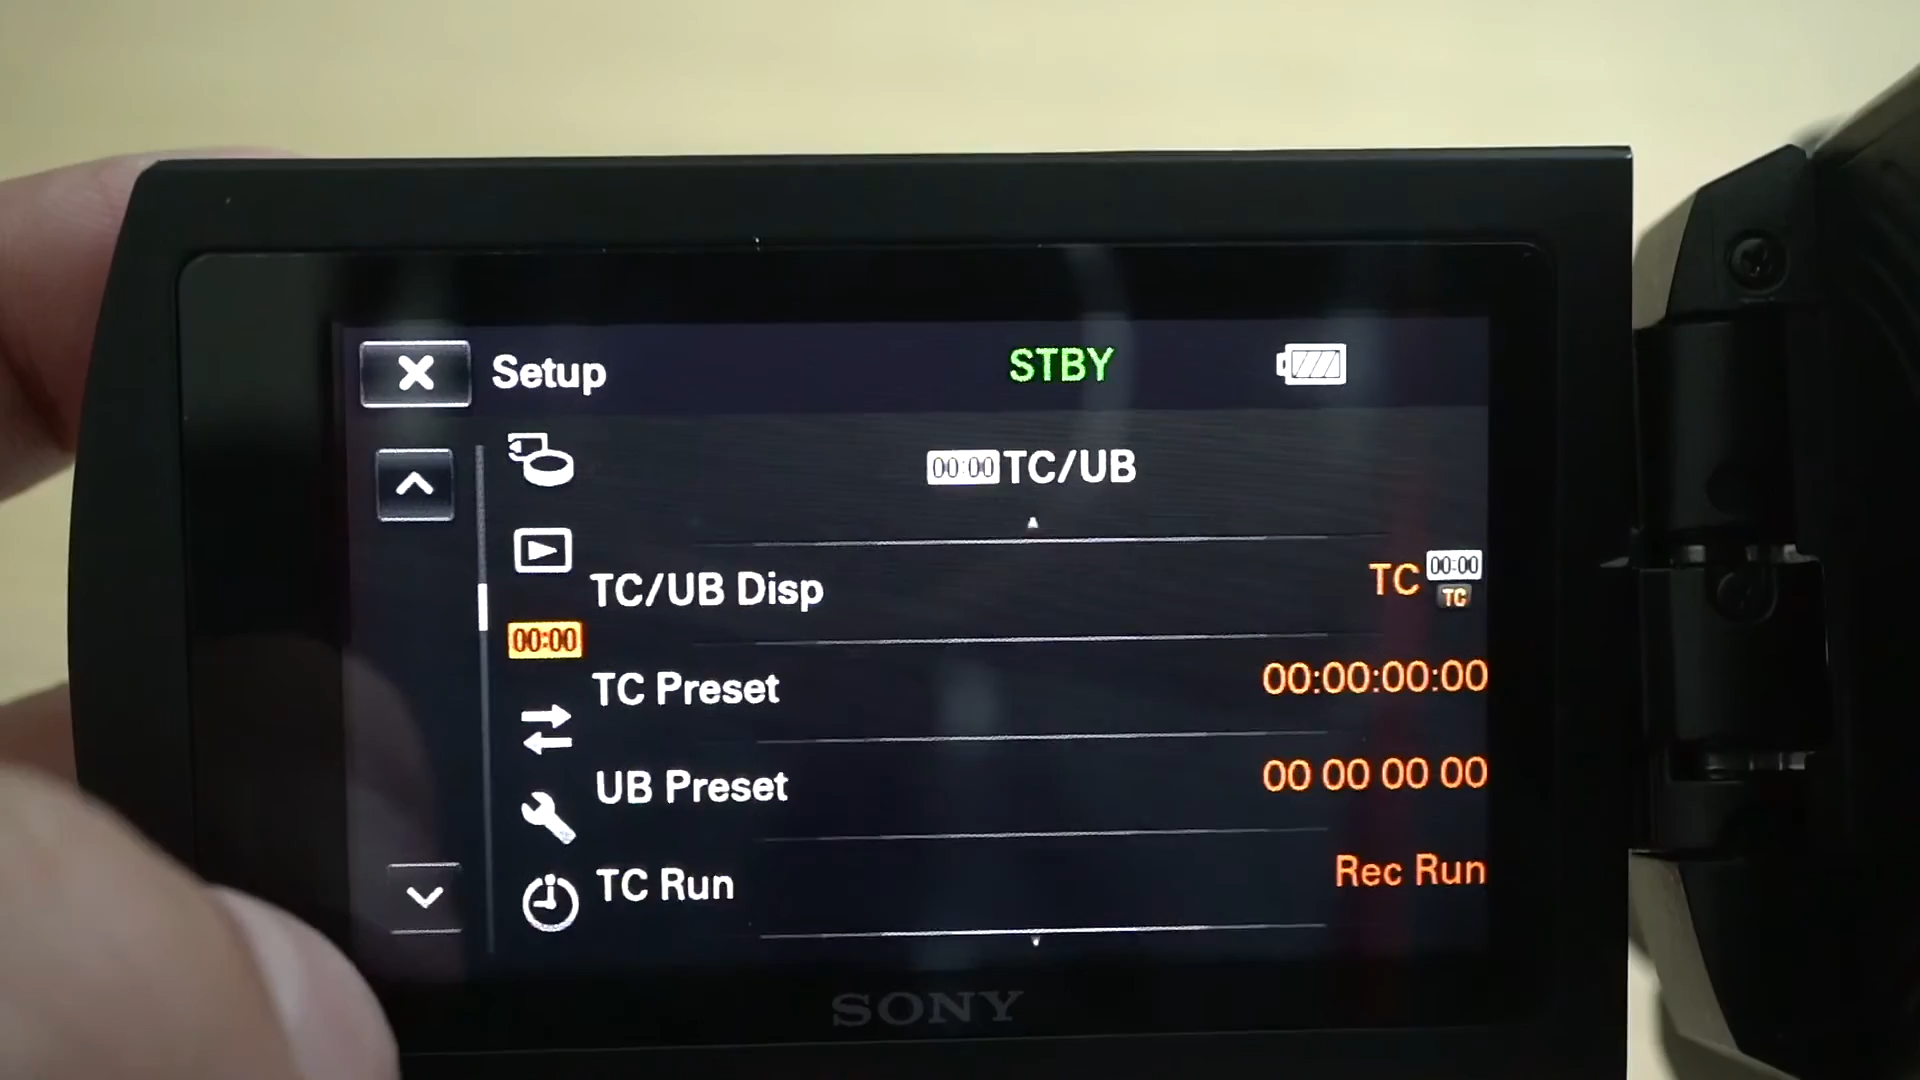 Setup STBY
00:00 TC/UB
TC/UB Disp TC 00:00 TC
00:00
TC Preset 00:00:00:00
UB Preset 00 00 00 00
TC Run Rec Run
SONY